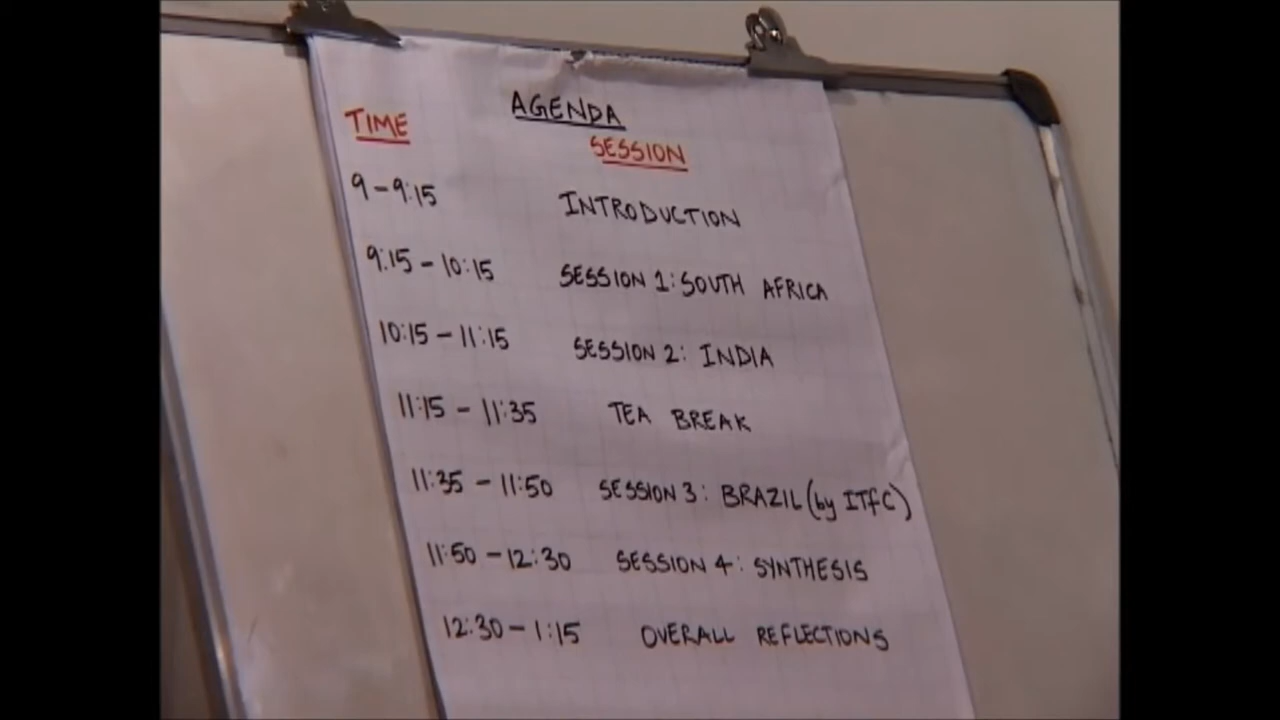 AGENDA
TIME SESSION
9 - 9:15 INTRODUCTION
9:15 - 10:15 SESSION 1: SOUTH AFRICA
10:15 - 11:15 SESSION 2: INDIA
11:15 - 11:35 TEA BREAK
11:35 - 11:50 SESSION 3: BRAZIL (by ITfC)
11:50 - 12:30 SESSION 4: SYNTHESIS
12:30 - 1:15 OVERALL REFLECTIONS